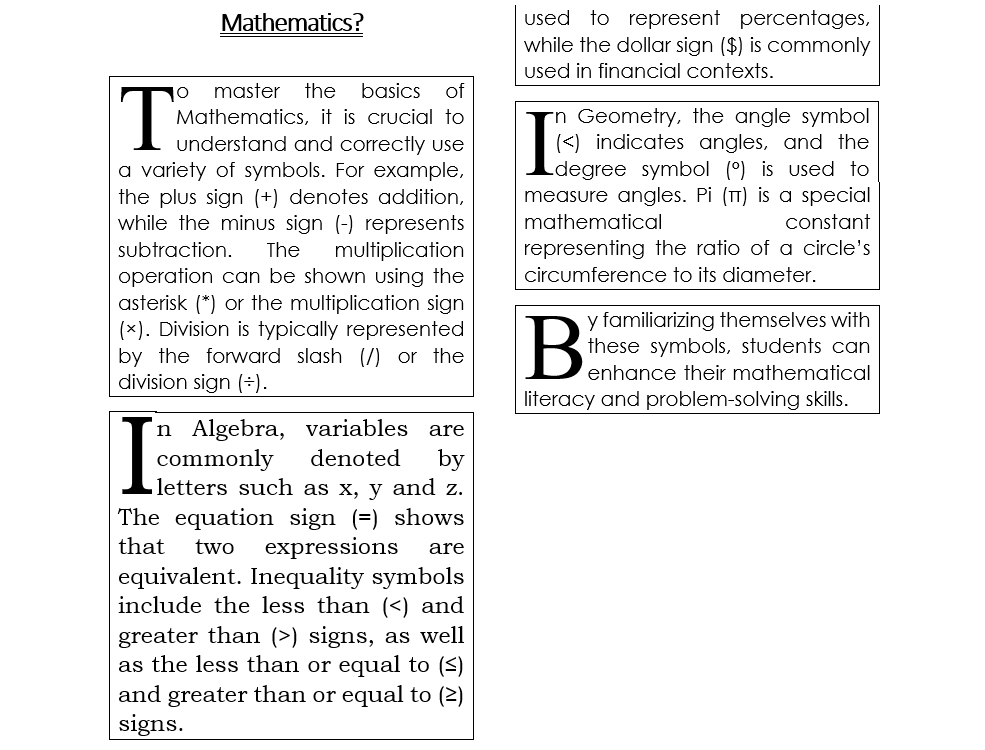 Mathematics?
To master the basics of
Mathematics, it is crucial to
understand and correctly use
a variety of symbols. For example,
the plus sign (+) denotes addition,
while the minus sign (-) represents
subtraction. The multiplication
operation can be shown using the
asterisk (*) or the multiplication sign
(×). Division is typically represented
by the forward slash (/) or the
division sign (÷).
In Algebra, variables are
commonly denoted by
letters such as x, y and z.
The equation sign (=) shows
that two expressions are
equivalent. Inequality symbols
include the less than (<) and
greater than (>) signs, as well
as the less than or equal to (≤)
and greater than or equal to (≥)
signs.
used to represent percentages,
while the dollar sign ($) is commonly
used in financial contexts.
In Geometry, the angle symbol
(<) indicates angles, and the
degree symbol (º) is used to
measure angles. Pi (π) is a special
mathematical constant
representing the ratio of a circle’s
circumference to its diameter.
By familiarizing themselves with
these symbols, students can
enhance their mathematical
literacy and problem-solving skills.